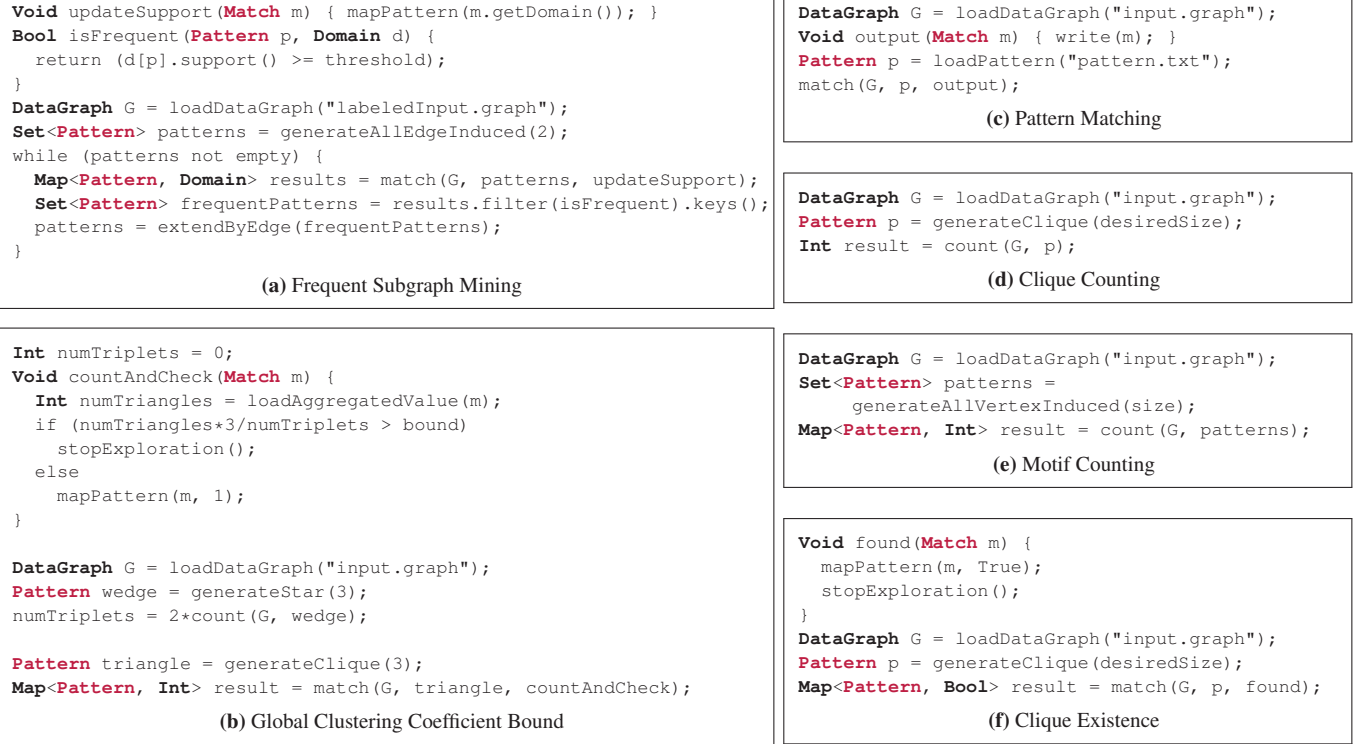 Void updateSupport(Match m) { mapPattern(m.getDomain()); }
Bool isFrequent(Pattern p, Domain d) {
  return (d[p].support() >= threshold);
}
DataGraph G = loadDataGraph("labeledInput.graph");
Set<Pattern> patterns = generateAllEdgeInduced(2);
while (patterns not empty) {
  Map<Pattern, Domain> results = match(G, patterns, updateSupport);
  Set<Pattern> frequentPatterns = results.filter(isFrequent).keys();
  patterns = extendByEdge(frequentPatterns);
}
(a) Frequent Subgraph Mining
Int numTriplets = 0;
Void countAndCheck(Match m) {
  Int numTriangles = loadAggregatedValue(m);
  if (numTriangles*3/numTriplets > bound)
    stopExploration();
  else
    mapPattern(m, 1);
}
DataGraph G = loadDataGraph("input.graph");
Pattern wedge = generateStar(3);
numTriplets = 2*count(G, wedge);
Pattern triangle = generateClique(3);
Map<Pattern, Int> result = match(G, triangle, countAndCheck);
(b) Global Clustering Coefficient Bound
DataGraph G = loadDataGraph("input.graph");
Void output(Match m) { write(m); }
Pattern p = loadPattern("pattern.txt");
match(G, p, output);
(c) Pattern Matching
DataGraph G = loadDataGraph("input.graph");
Pattern p = generateClique(desiredSize);
Int result = count(G, p);
(d) Clique Counting
DataGraph G = loadDataGraph("input.graph");
Set<Pattern> patterns =
     generateAllVertexInduced(size);
Map<Pattern, Int> result = count(G, patterns);
(e) Motif Counting
Void found(Match m) {
  mapPattern(m, True);
  stopExploration();
}
DataGraph G = loadDataGraph("input.graph");
Pattern p = generateClique(desiredSize);
Map<Pattern, Bool> result = match(G, p, found);
(f) Clique Existence